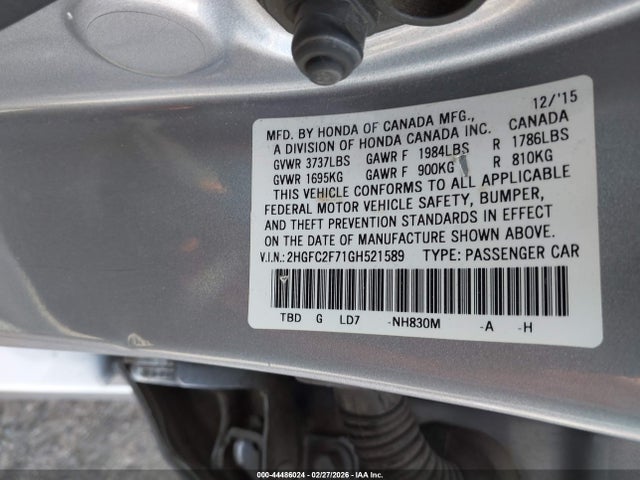 12/'15
MFD. BY HONDA OF CANADA MFG.,
A DIVISION OF HONDA CANADA INC. CANADA
GVWR 3737LBS GAWR F 1984LBS R 1786LBS
GVWR 1695KG GAWR F 900KG R 810KG
THIS VEHICLE CONFORMS TO ALL APPLICABLE
FEDERAL MOTOR VEHICLE SAFETY, BUMPER,
AND THEFT PREVENTION STANDARDS IN EFFECT
ON THE DATE OF MANUFACTURE SHOWN ABOVE.
V.I.N.: 2HGFC2F71GH521589 TYPE: PASSENGER CAR
TBD G LD7 -NH830M -A -H
000-44486024 | 02/27/2026 | IAA, Inc.